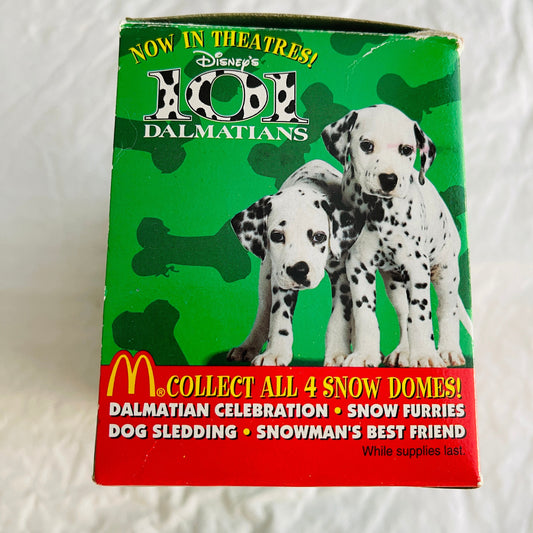 NOW IN THEATRES!
DISNEY'S
101
DALMATIANS
M® COLLECT ALL 4 SNOW DOMES!
DALMATIAN CELEBRATION • SNOW FURRIES
DOG SLEDDING • SNOWMAN'S BEST FRIEND
While supplies last.